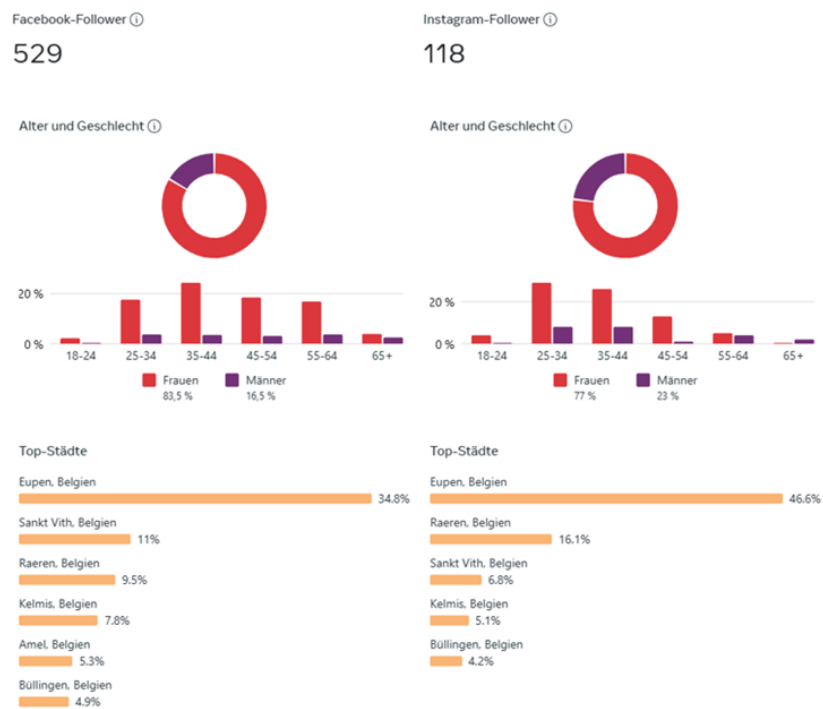 Facebook-Follower
529
Alter und Geschlecht
20 %
0 %
18-24 25-34 35-44 45-54 55-64 65+
Frauen Männer
83,5 % 16,5 %
Top-Städte
Eupen, Belgien
34.8%
Sankt Vith, Belgien
11%
Raeren, Belgien
9.5%
Kelmis, Belgien
7.8%
Amel, Belgien
5.3%
Büllingen, Belgien
4.9%
Instagram-Follower
118
Alter und Geschlecht
20 %
0 %
18-24 25-34 35-44 45-54 55-64 65+
Frauen Männer
77 % 23 %
Top-Städte
Eupen, Belgien
46.6%
Raeren, Belgien
16.1%
Sankt Vith, Belgien
6.8%
Kelmis, Belgien
5.1%
Büllingen, Belgien
4.2%